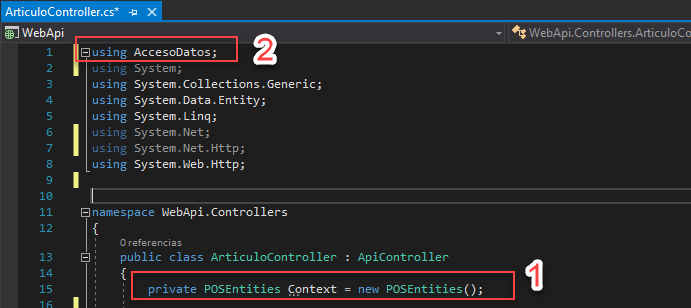 ArticuloController.cs*
WebApi
WebApi.Controllers.ArticuloCo
1 using AccesoDatos;
2
2 using System;
3 using System.Collections.Generic;
4 using System.Data.Entity;
5 using System.Linq;
6 using System.Net;
7 using System.Net.Http;
8 using System.Web.Http;
9
10
11 namespace WebApi.Controllers
12 {
0 referencias
13 public class ArticuloController : ApiController
14 {
1
15 private POSEntities Context = new POSEntities();
16